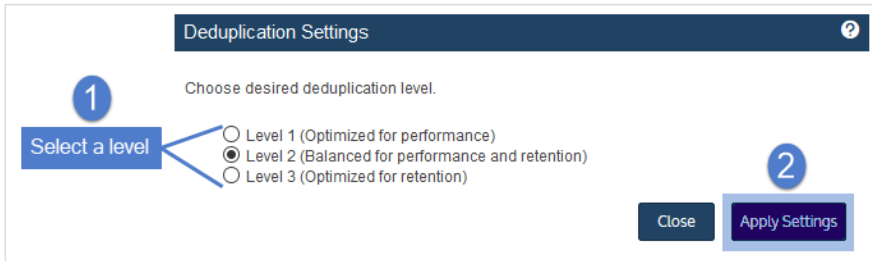 Deduplication Settings ?
1
Choose desired deduplication level.
Select a level
Level 1 (Optimized for performance)
Level 2 (Balanced for performance and retention)
Level 3 (Optimized for retention)
2
Close Apply Settings